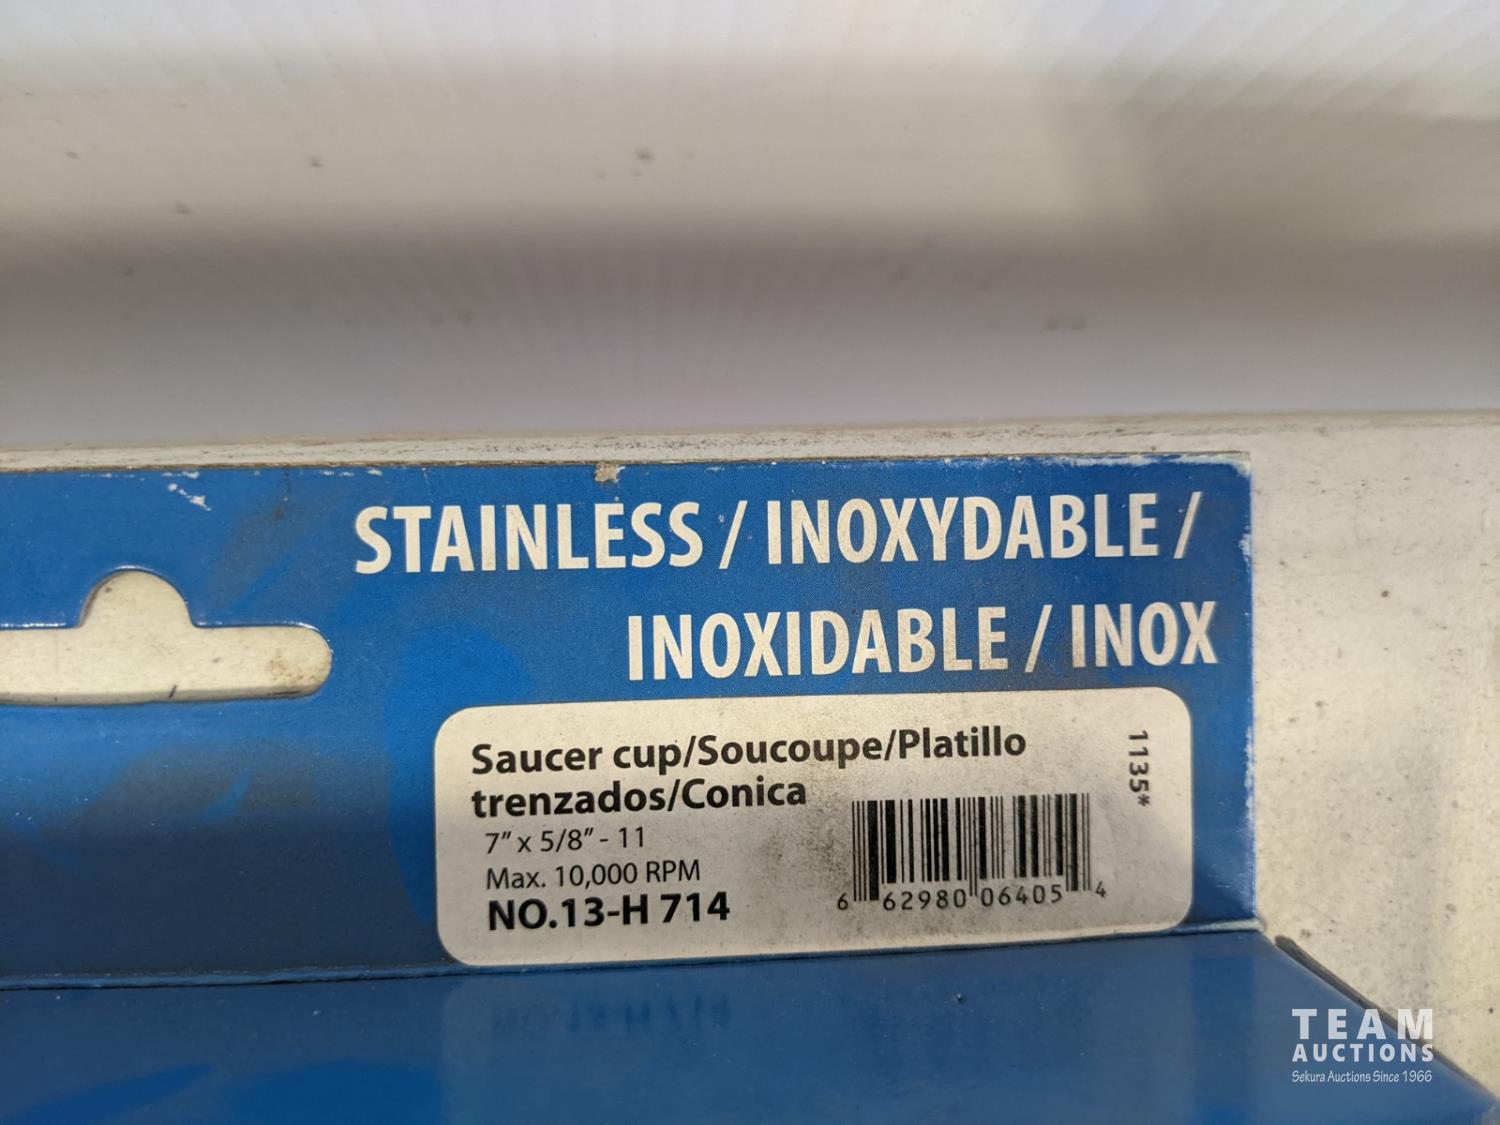 STAINLESS / INOXYDABLE /
INOXIDABLE / INOX
Saucer cup/Soucoupe/Platillo
trenzados/Conica
7" x 5/8" - 11
Max. 10,000 RPM
NO.13-H 714
1135*
6 62980 06405 4
TEAM
AUCTIONS
Sekura Auctions Since 1966